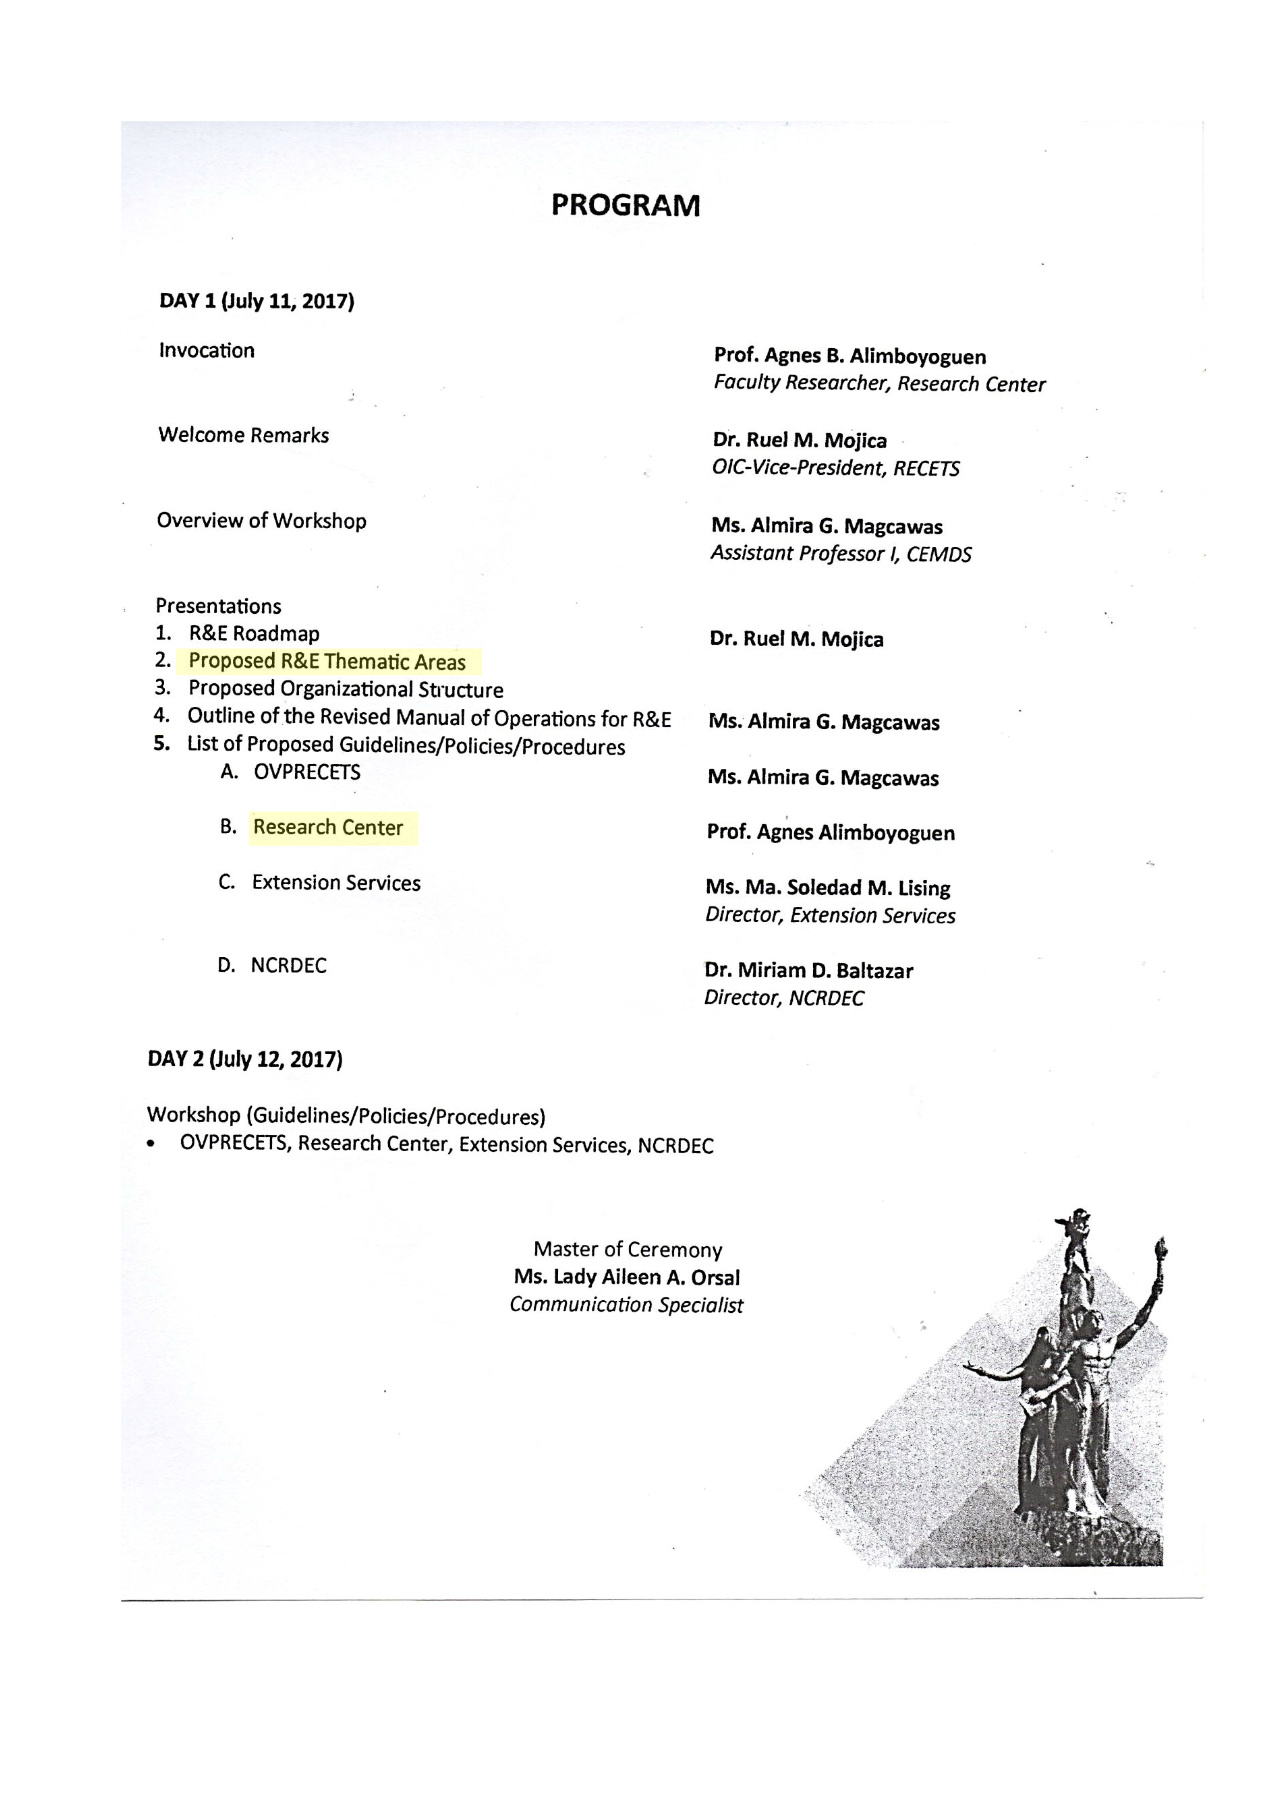 PROGRAM
DAY 1 (July 11, 2017)
Invocation
Prof. Agnes B. Alimboyoguen
Faculty Researcher, Research Center
Welcome Remarks
Dr. Ruel M. Mojica
OIC-Vice-President, RECETS
Overview of Workshop
Ms. Almira G. Magcawas
Assistant Professor I, CEMDS
Presentations
1. R&E Roadmap
Dr. Ruel M. Mojica
2. Proposed R&E Thematic Areas
3. Proposed Organizational Structure
4. Outline of the Revised Manual of Operations for R&E
Ms. Almira G. Magcawas
5. List of Proposed Guidelines/Policies/Procedures
A. OVPRECETS
Ms. Almira G. Magcawas
B. Research Center
Prof. Agnes Alimboyoguen
C. Extension Services
Ms. Ma. Soledad M. Lising
Director, Extension Services
D. NCRDEC
Dr. Miriam D. Baltazar
Director, NCRDEC
DAY 2 (July 12, 2017)
Workshop (Guidelines/Policies/Procedures)
• OVPRECETS, Research Center, Extension Services, NCRDEC
Master of Ceremony
Ms. Lady Aileen A. Orsal
Communication Specialist